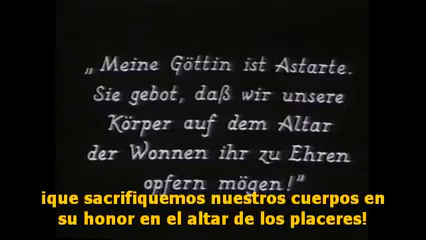 „Meine Göttin ist Astarte.
Sie gebot, daß wir unsere
Körper auf dem Altar
der Wonnen ihr zu Ehren
opfern mögen!“
¡que sacrifiquemos nuestros cuerpos en
su honor en el altar de los placeres!